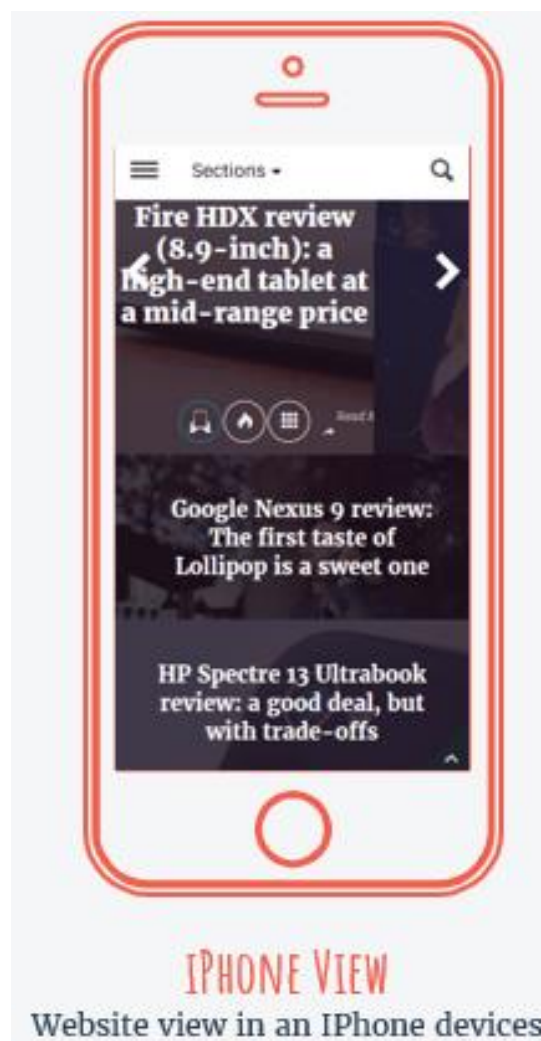 Sections
Fire HDX review
(8.9-inch): a
high-end tablet at
a mid-range price
Read
Google Nexus 9 review:
The first taste of
Lollipop is a sweet one
HP Spectre 13 Ultrabook
review: a good deal, but
with trade-offs
iPHONE VIEW
Website view in an IPhone devices